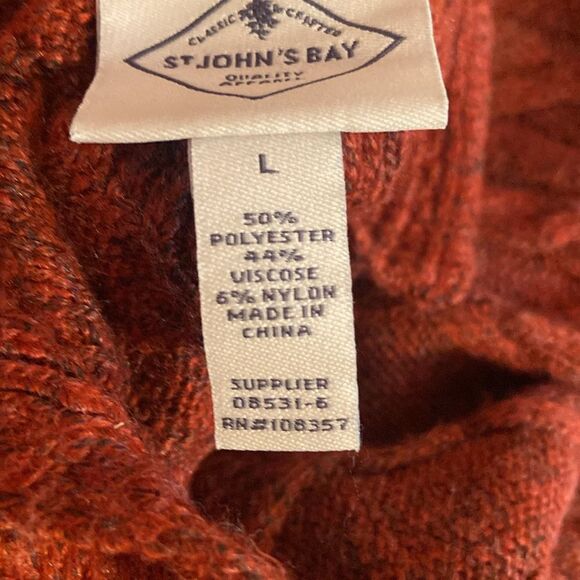 CLASSIC & CRAFTED
ST. JOHN'S BAY
QUALITY
APPAREL
L
50%
POLYESTER
44%
VISCOSE
6% NYLON
MADE IN
CHINA
SUPPLIER
08531-6
RN#108357